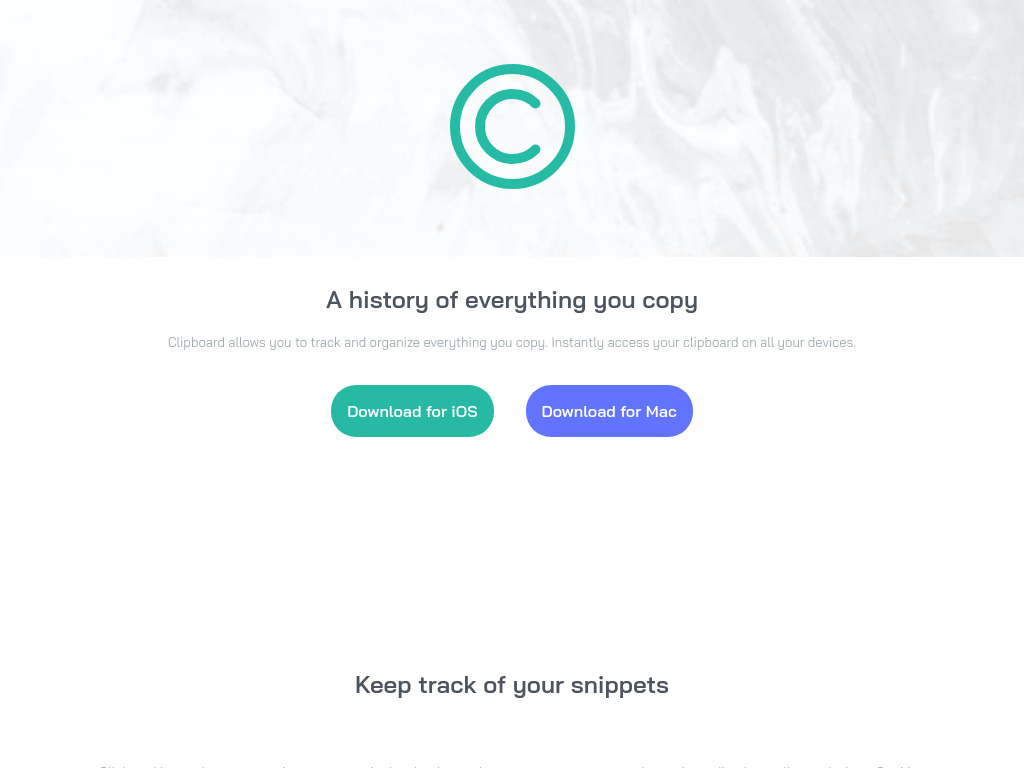 A history of everything you copy
Clipboard allows you to track and organize everything you copy. Instantly access your clipboard on all your devices.
Download for iOS
Download for Mac
Keep track of your snippets